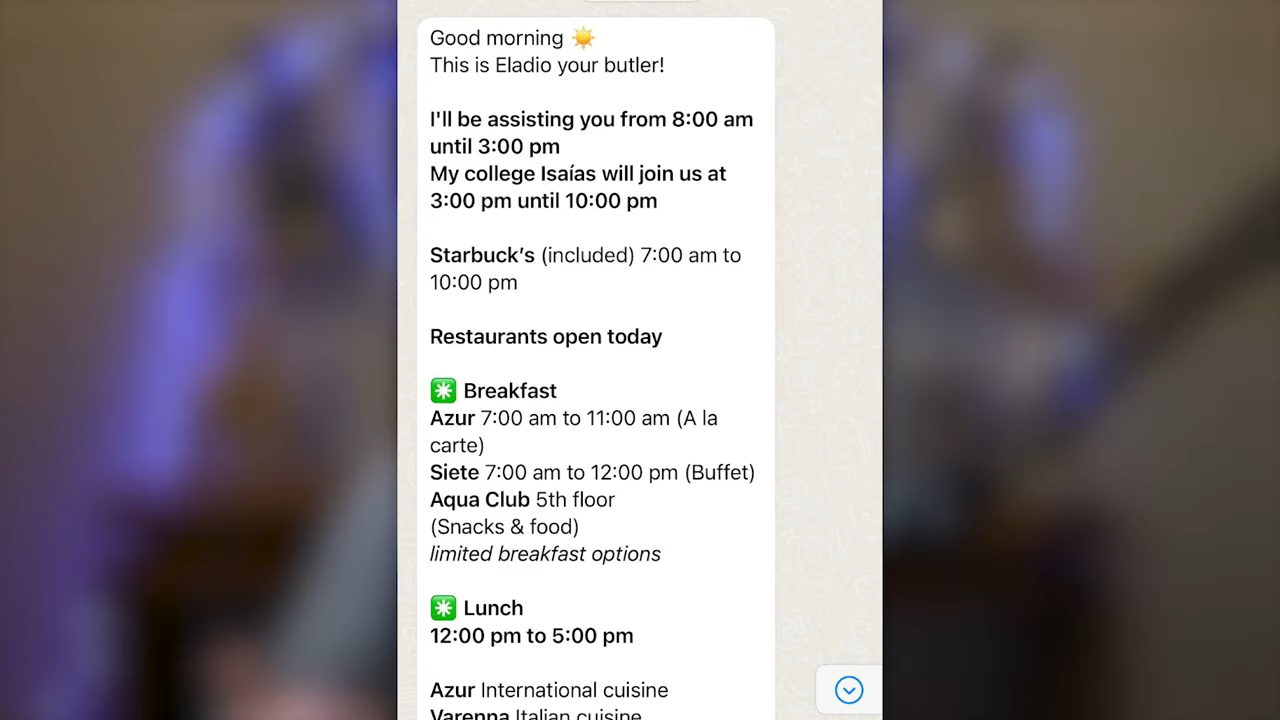 Good morning ☀️
This is Eladio your butler!
I'll be assisting you from 8:00 am
until 3:00 pm
My college Isaías will join us at
3:00 pm until 10:00 pm
Starbuck’s (included) 7:00 am to
10:00 pm
Restaurants open today
✳️ Breakfast
Azur 7:00 am to 11:00 am (A la
carte)
Siete 7:00 am to 12:00 pm (Buffet)
Aqua Club 5th floor
(Snacks & food)
limited breakfast options
✳️ Lunch
12:00 pm to 5:00 pm
Azur International cuisine
Varenna Italian cuisine